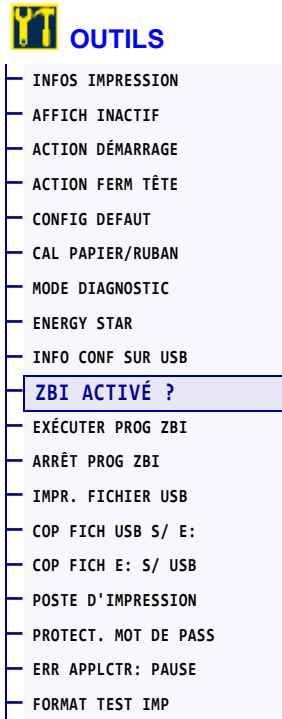 OUTILS
INFOS IMPRESSION
AFFICH INACTIF
ACTION DÉMARRAGE
ACTION FERM TÊTE
CONFIG DEFAUT
CAL PAPIER/RUBAN
MODE DIAGNOSTIC
ENERGY STAR
INFO CONF SUR USB
ZBI ACTIVÉ ?
EXÉCUTER PROG ZBI
ARRÊT PROG ZBI
IMPR. FICHIER USB
COP FICH USB S/ E:
COP FICH E: S/ USB
POSTE D'IMPRESSION
PROTECT. MOT DE PASS
ERR APPLCTR: PAUSE
FORMAT TEST IMP